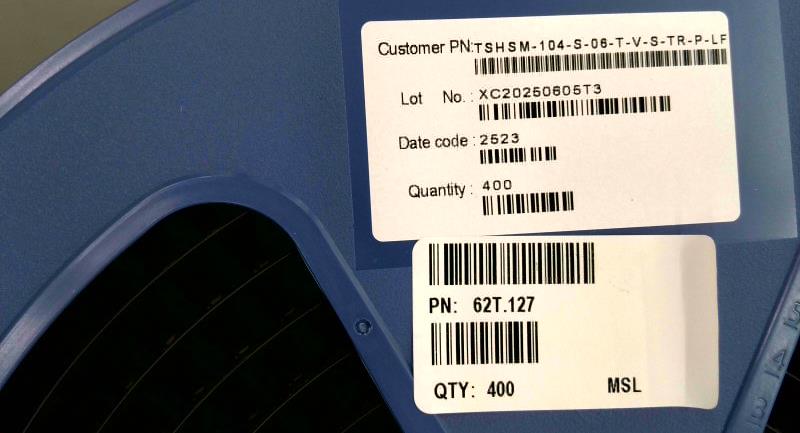 Customer PN:TSHSM-104-S-06-T-V-S-TR-P-LF
Lot No. : XC20250605T3
Date code : 2523
Quantity : 400
PN: 62T.127
QTY: 400 MSL